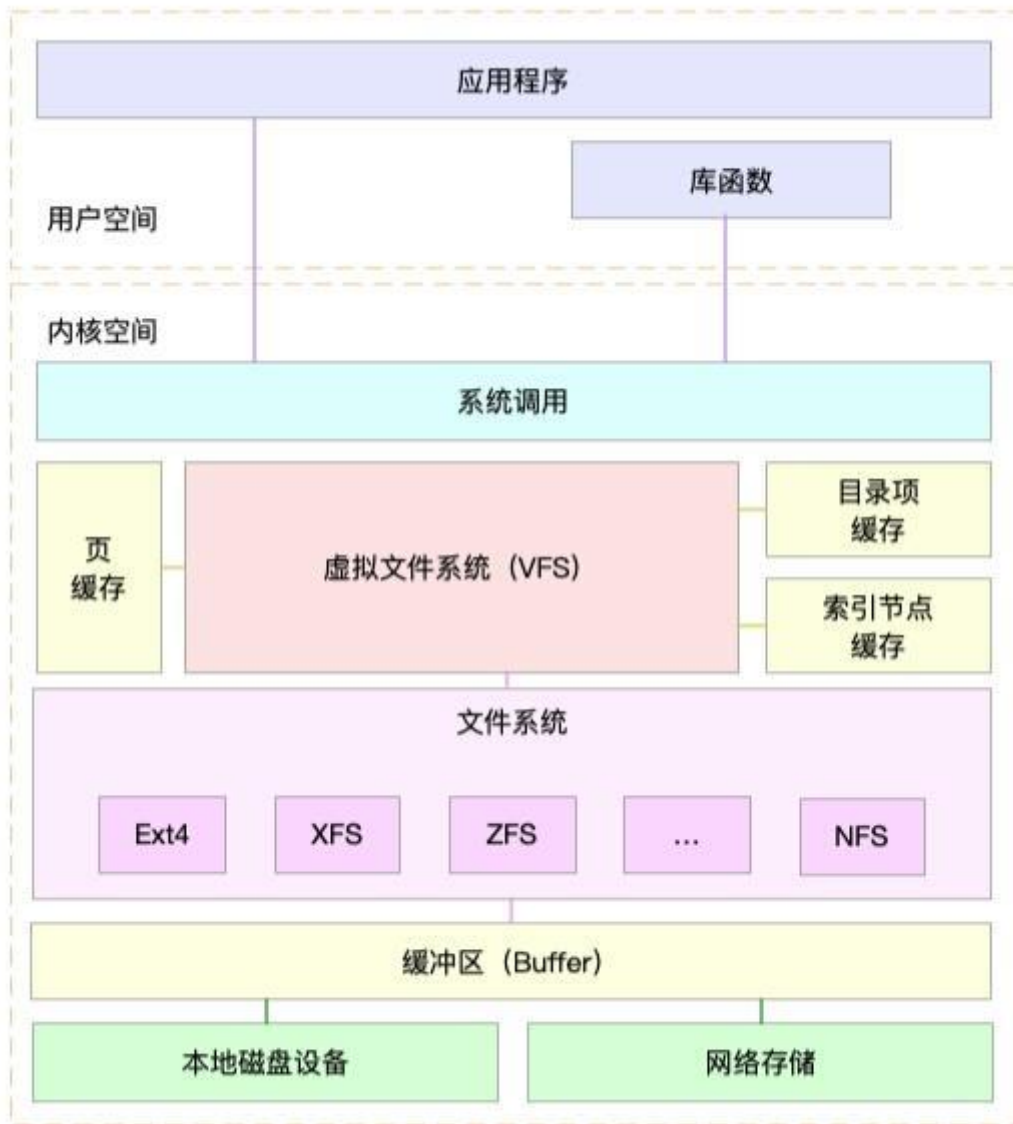 应用程序
库函数
用户空间
内核空间
系统调用
页
缓存
虚拟文件系统（VFS）
目录项
缓存
索引节点
缓存
文件系统
Ext4
XFS
ZFS
...
NFS
缓冲区（Buffer）
本地磁盘设备
网络存储